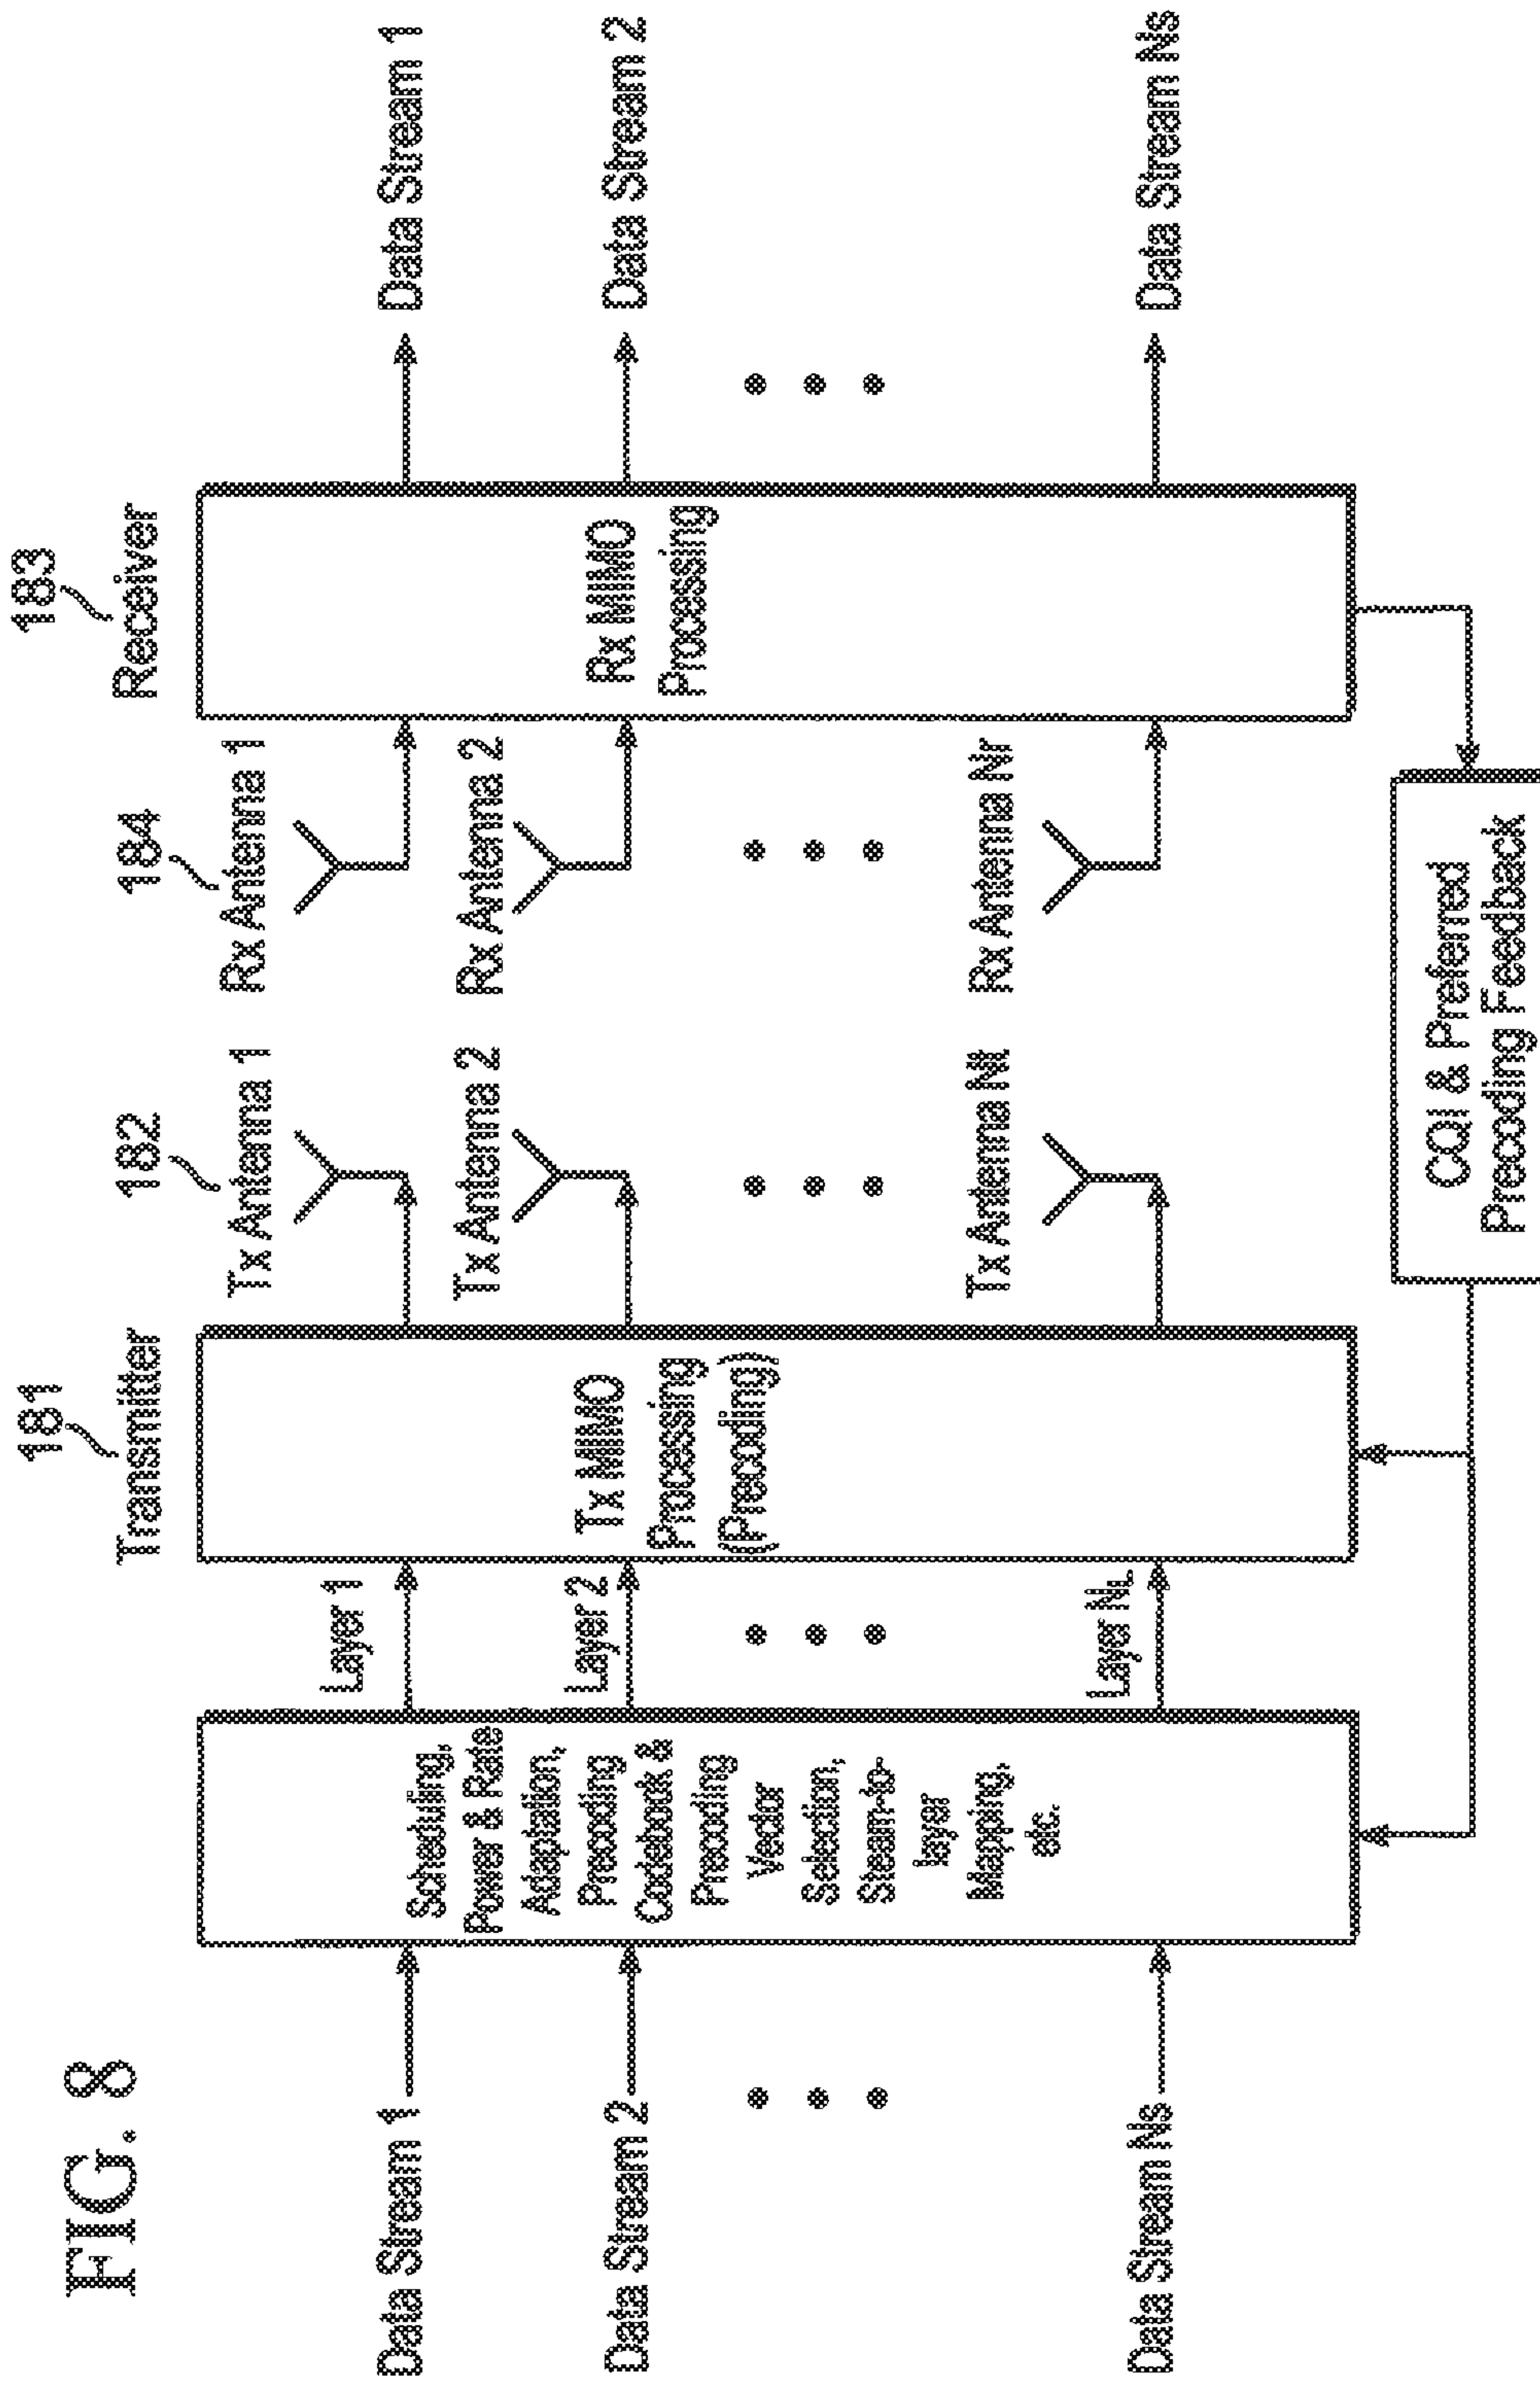 FIG. 8
Data Stream 1
Data Stream 2
Data Stream Ns
Scheduling,
Power & Rate
Adaptation,
Precoding
Codebook &
Precoding
Vector
Selection,
Steam-to-
layer
Mapping,
etc.
Layer 1
Layer 2
Layer NL
181
Transmitter
Tx MIMO
Processing
(Precoding)
182
Tx Antenna 1
Tx Antenna 2
Tx Antenna Nt
184
Rx Antenna 1
Rx Antenna 2
Rx Antenna Nr
183
Receiver
Rx MIMO
Processing
Data Stream 1
Data Stream 2
Data Stream Ns
CQI & Preferred
Precoding Feedback